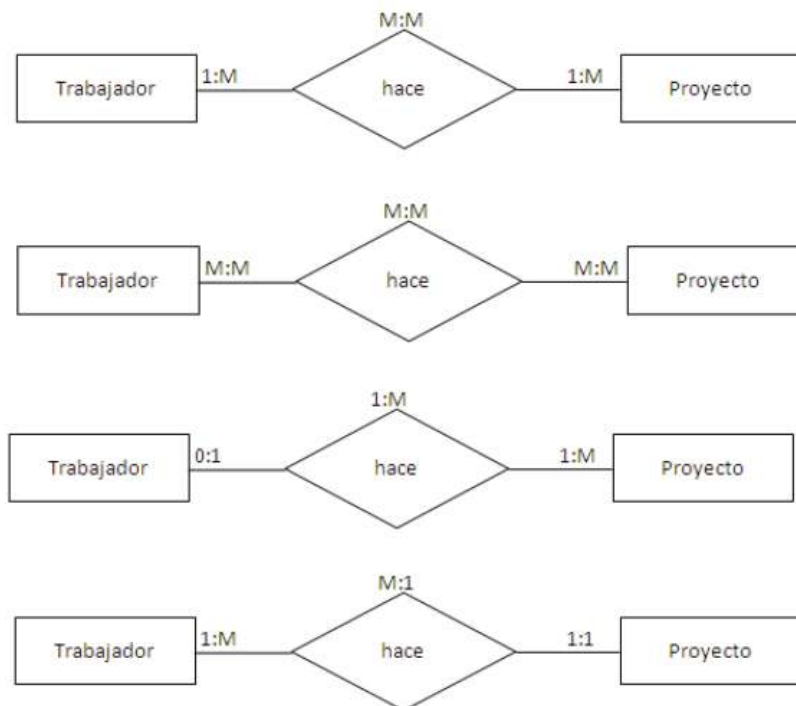 M:M
Trabajador 1:M hace 1:M Proyecto
M:M
Trabajador M:M hace M:M Proyecto
1:M
Trabajador 0:1 hace 1:M Proyecto
M:1
Trabajador 1:M hace 1:1 Proyecto